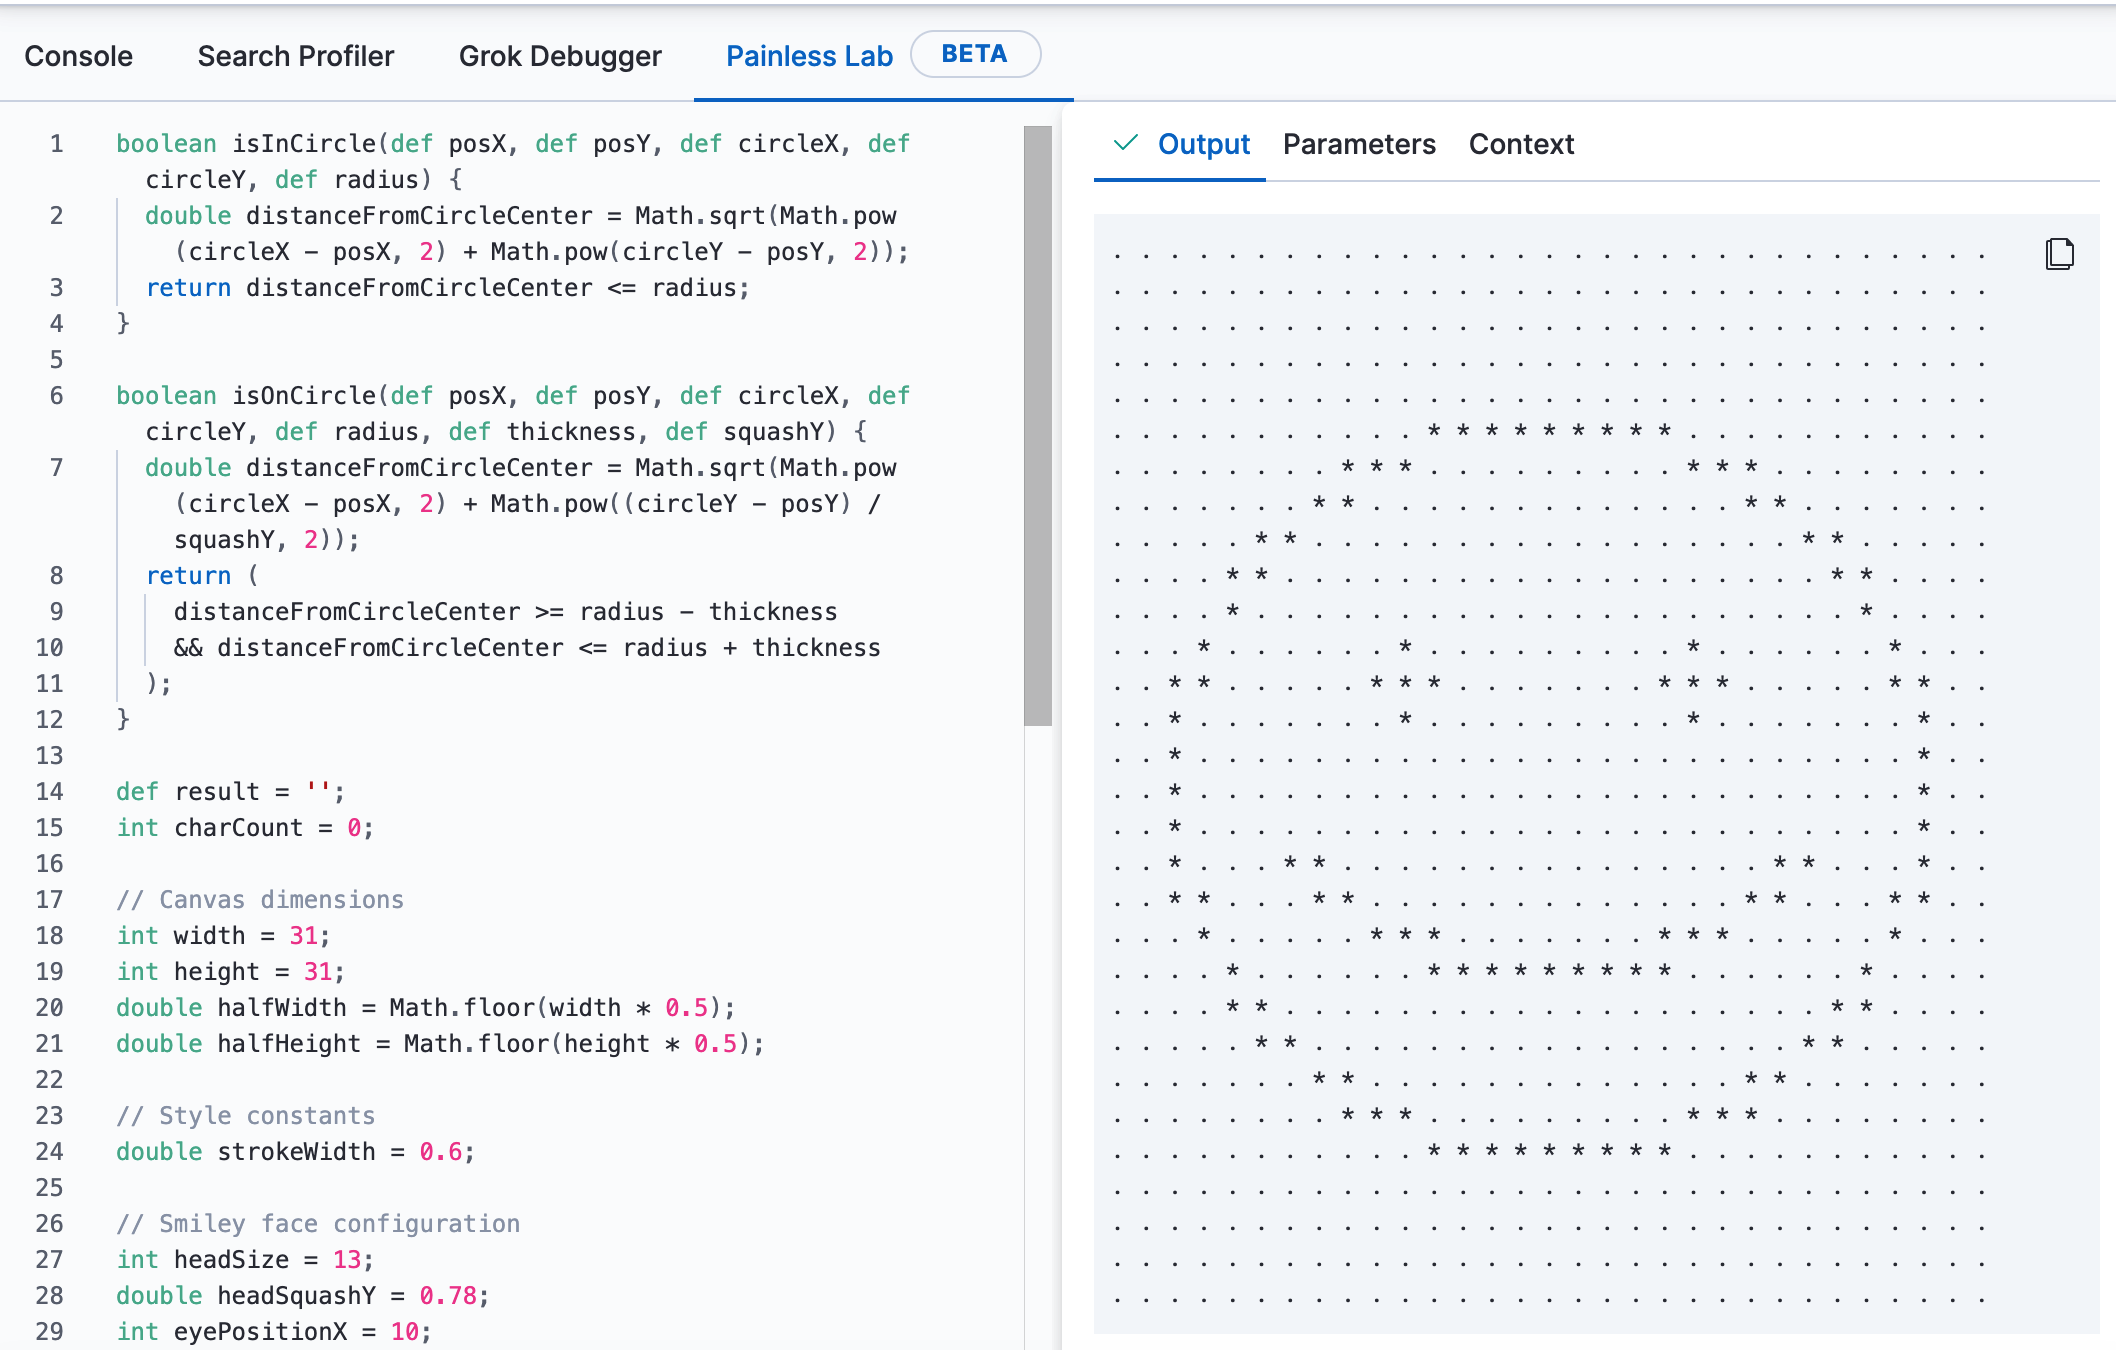 Console Search Profiler Grok Debugger Painless Lab BETA
1 boolean isInCircle(def posX, def posY, def circleX, def
circleY, def radius) {
2 double distanceFromCircleCenter = Math.sqrt(Math.pow
(circleX - posX, 2) + Math.pow(circleY - posY, 2));
3 return distanceFromCircleCenter <= radius;
4 }
5
6 boolean isOnCircle(def posX, def posY, def circleX, def
circleY, def radius, def thickness, def squashY) {
7 double distanceFromCircleCenter = Math.sqrt(Math.pow
(circleX - posX, 2) + Math.pow((circleY - posY) /
squashY, 2));
8 return (
9 distanceFromCircleCenter >= radius - thickness
10 && distanceFromCircleCenter <= radius + thickness
11 );
12 }
13
14 def result = '';
15 int charCount = 0;
16
17 // Canvas dimensions
18 int width = 31;
19 int height = 31;
20 double halfWidth = Math.floor(width * 0.5);
21 double halfHeight = Math.floor(height * 0.5);
22
23 // Style constants
24 double strokeWidth = 0.6;
25
26 // Smiley face configuration
27 int headSize = 13;
28 double headSquashY = 0.78;
29 int eyePositionX = 10;
Output Parameters Context
. . . . . . . . . . . . . . . . . . . . . . . . . . . . . . .
. . . . . . . . . . . . . . . . . . . . . . . . . . . . . . .
. . . . . . . . . . . . . . . . . . . . . . . . . . . . . . .
. . . . . . . . . . . . . . . . . . . . . . . . . . . . . . .
. . . . . . . . . . . . . . . . . . . . . . . . . . . . . . .
. . . . . . . . . . . * * * * * * * * * . . . . . . . . . . .
. . . . . . . . * * * . . . . . . . . . * * * . . . . . . . .
. . . . . . . * * . . . . . . . . . . . . . * * . . . . . . .
. . . . . * * . . . . . . . . . . . . . . . . . * * . . . . .
. . . . * * . . . . . . . . . . . . . . . . . . . * * . . . .
. . . . * . . . . . . . . . . . . . . . . . . . . . * . . . .
. . . * . . . . . . * . . . . . . . . . * . . . . . . * . . .
. . * * . . . . . * * * . . . . . . . * * * . . . . . * * . .
. . * . . . . . . . * . . . . . . . . . * . . . . . . . * . .
. . * . . . . . . . . . . . . . . . . . . . . . . . . . * . .
. . * . . . . . . . . . . . . . . . . . . . . . . . . . * . .
. . * . . . . . . . . . . . . . . . . . . . . . . . . . * . .
. . * . . . * * . . . . . . . . . . . . . . . * * . . . * . .
. . * * . . . * * . . . . . . . . . . . . . * * . . . * * . .
. . . * . . . . . * * * . . . . . . . * * * . . . . . * . . .
. . . . * . . . . . . * * * * * * * * * . . . . . . * . . . .
. . . . * * . . . . . . . . . . . . . . . . . . . * * . . . .
. . . . . * * . . . . . . . . . . . . . . . . . * * . . . . .
. . . . . . . * * . . . . . . . . . . . . . * * . . . . . . .
. . . . . . . . * * * . . . . . . . . . * * * . . . . . . . .
. . . . . . . . . . . * * * * * * * * * . . . . . . . . . . .
. . . . . . . . . . . . . . . . . . . . . . . . . . . . . . .
. . . . . . . . . . . . . . . . . . . . . . . . . . . . . . .
. . . . . . . . . . . . . . . . . . . . . . . . . . . . . . .
. . . . . . . . . . . . . . . . . . . . . . . . . . . . . . .